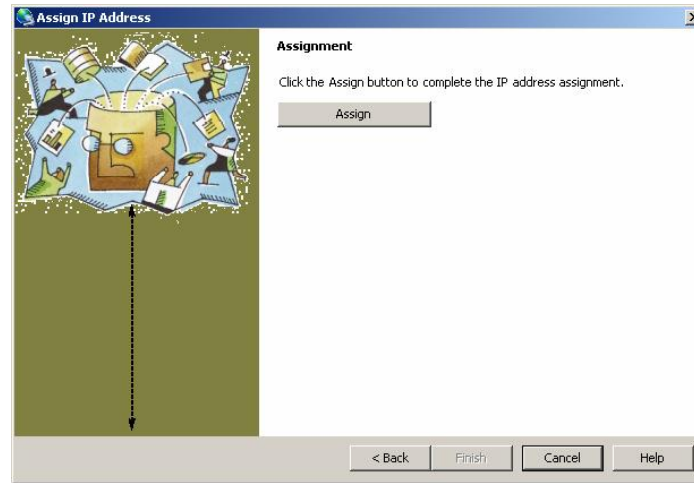 Assign IP Address
Assignment
Click the Assign button to complete the IP address assignment.
Assign
< Back
Finish
Cancel
Help